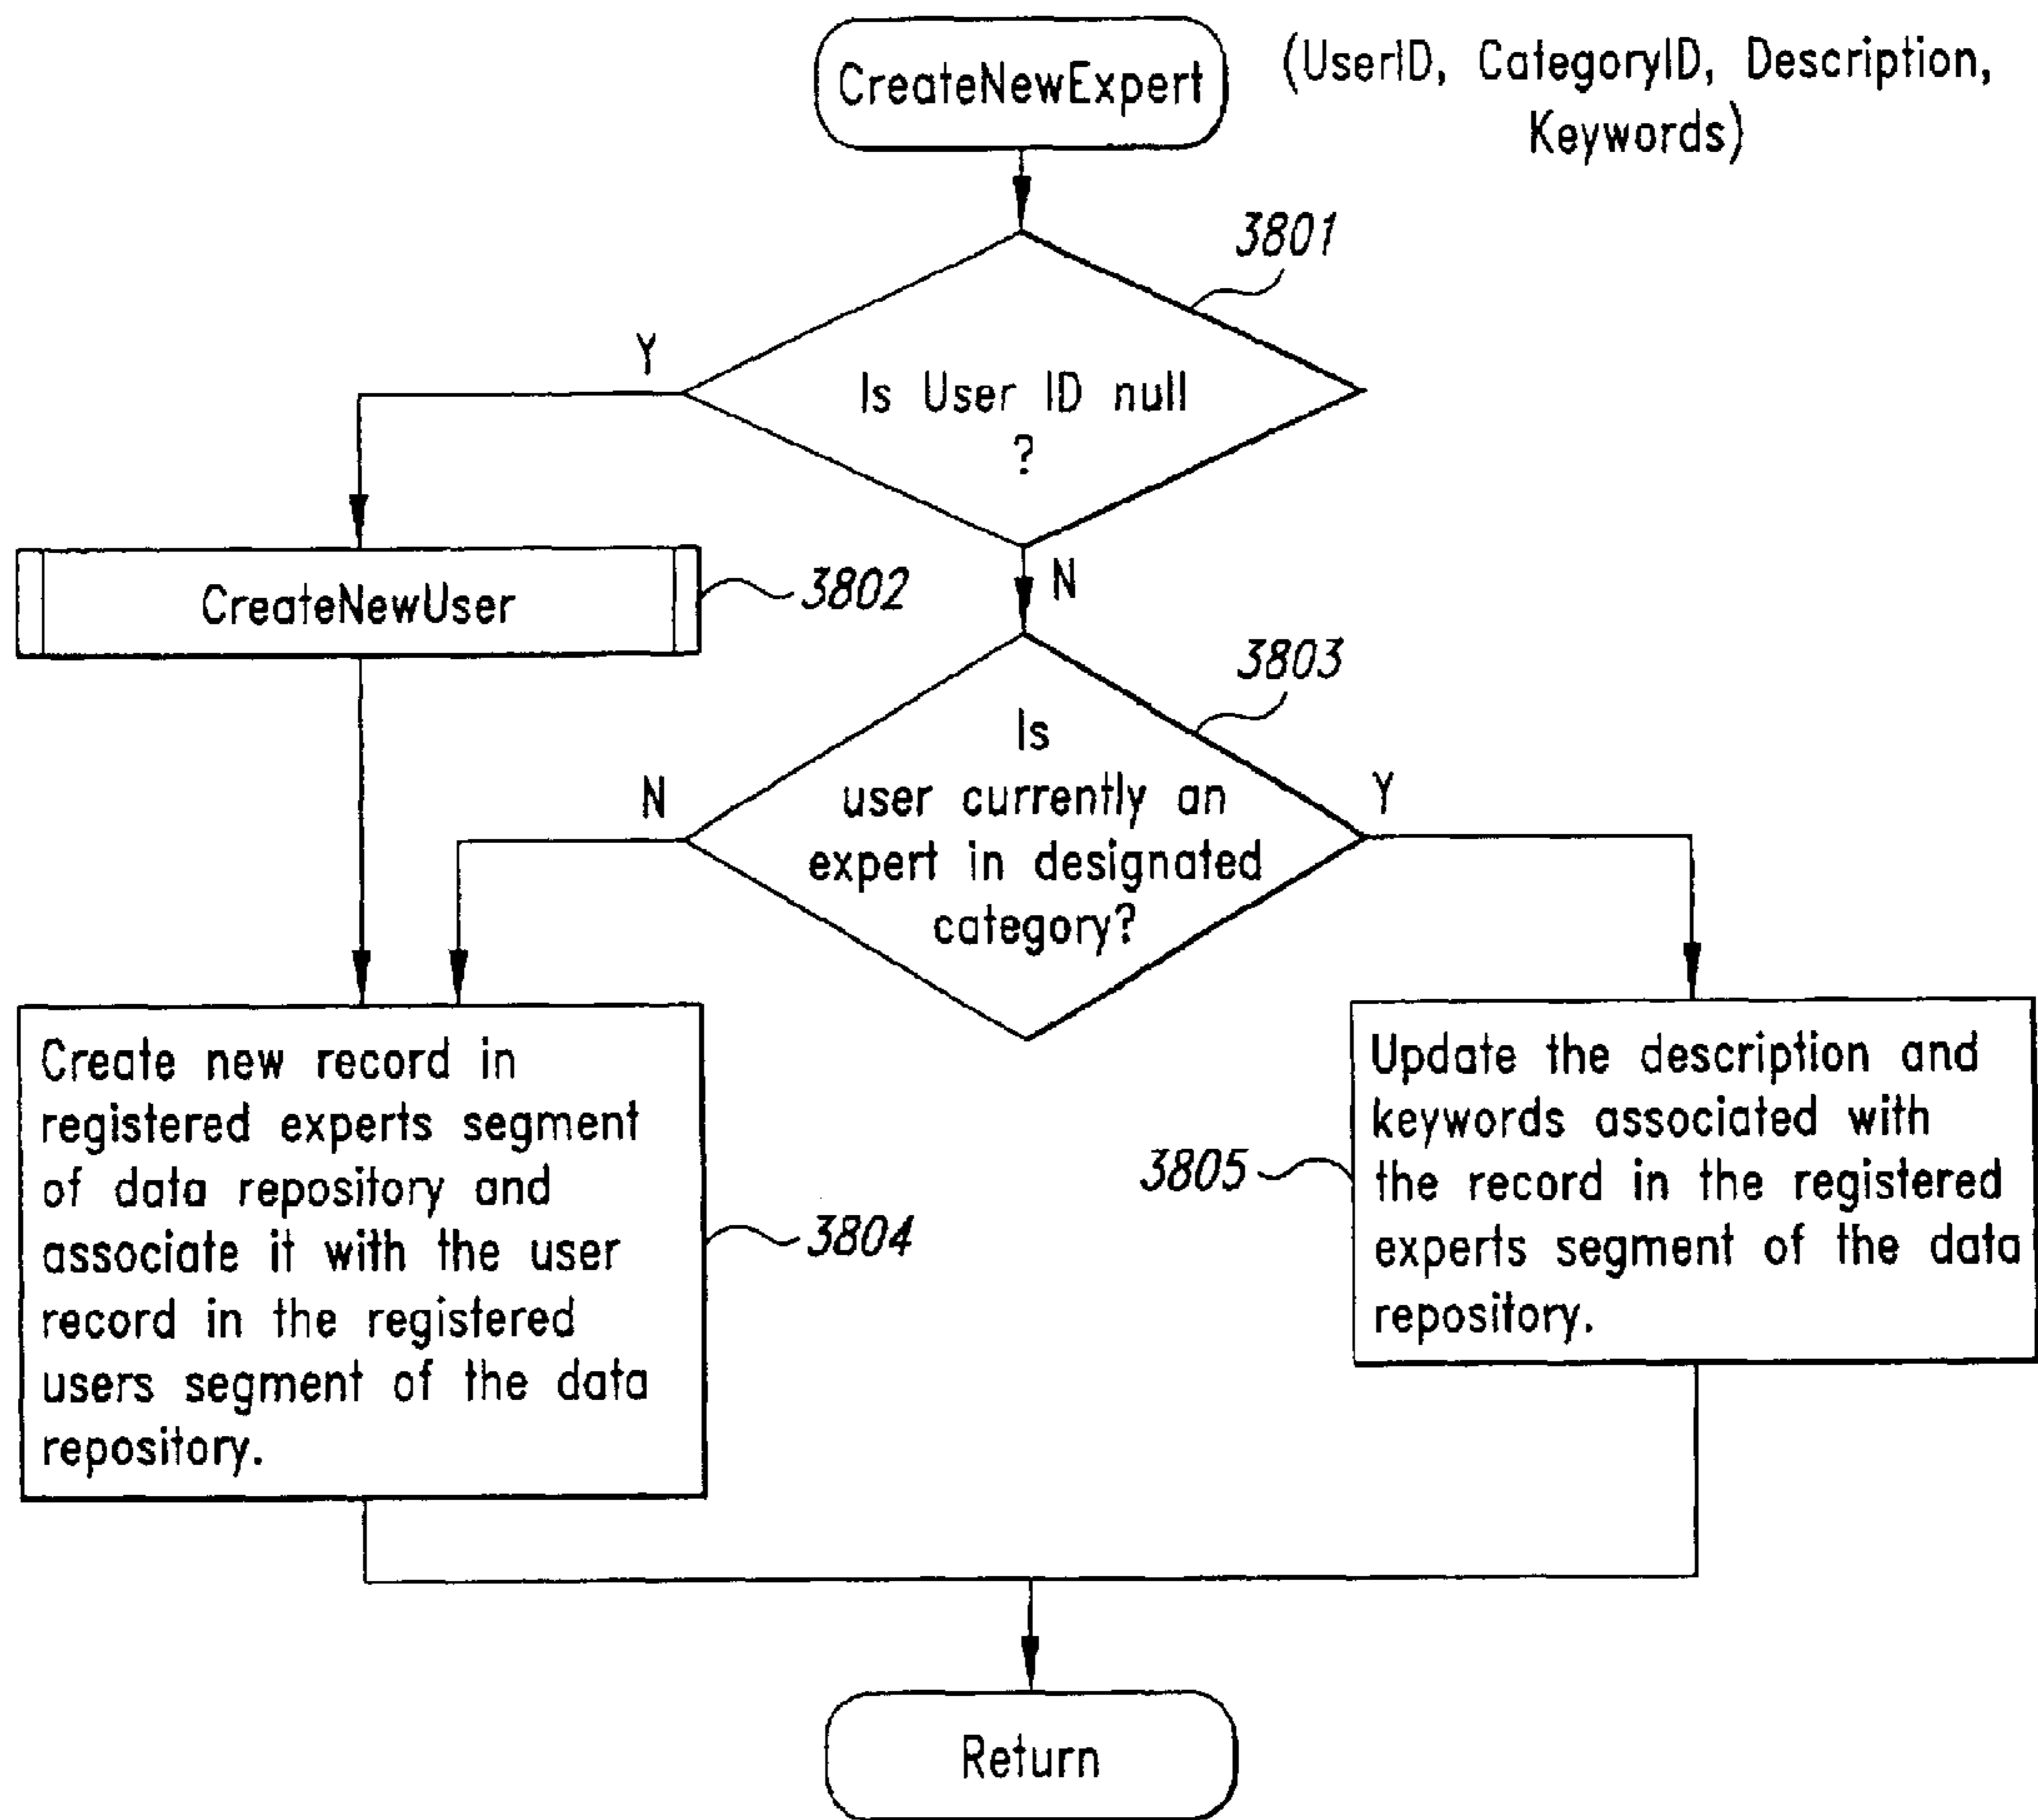 CreateNewExpert
(UserID, CategoryID, Description,
Keywords)
3801
Y
Is User ID null
?
N
CreateNewUser
3802
3803
Is
user currently an
expert in designated
category?
N
Y
Create new record in
registered experts segment
of data repository and
associate it with the user
record in the registered
users segment of the data
repository.
3804
3805
Update the description and
keywords associated with
the record in the registered
experts segment of the data
repository.
Return